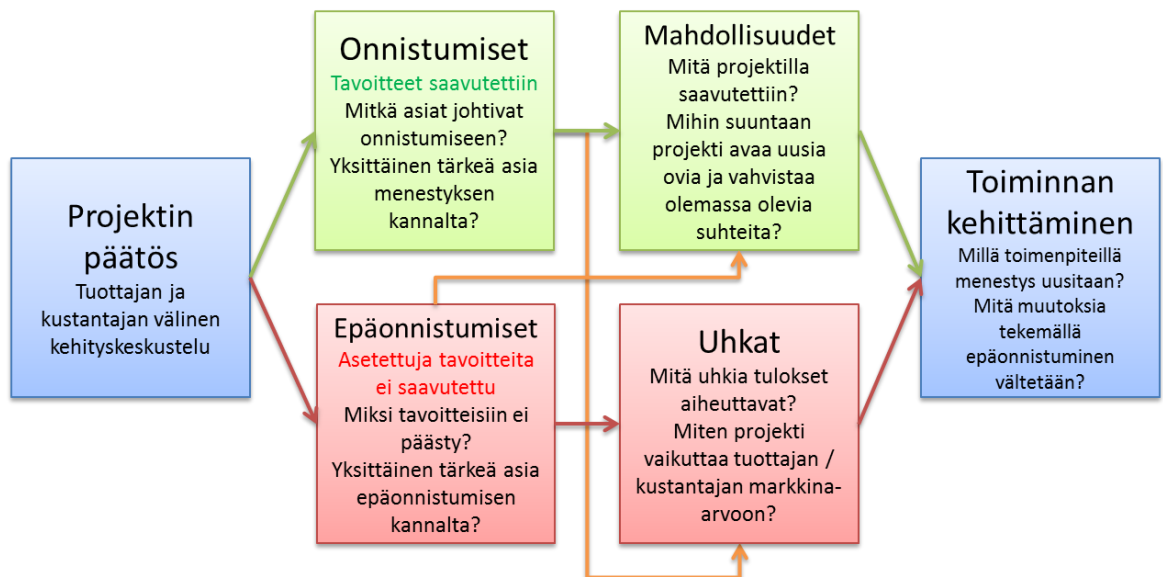 Projektin
päätös
Tuottajan ja
kustantajan välinen
kehityskeskustelu
Onnistumiset
Tavoitteet saavutettiin
Mitkä asiat johtivat
onnistumiseen?
Yksittäinen tärkeä asia
menestyksen
kannalta?
Epäonnistumiset
Asetettuja tavoitteita
ei saavutettu
Miksi tavoitteisiin ei
päästy?
Yksittäinen tärkeä asia
epäonnistumisen
kannalta?
Mahdollisuudet
Mitä projektilla
saavutettiin?
Mihin suuntaan
projekti avaa uusia
ovia ja vahvistaa
olemassa olevia
suhteita?
Uhkat
Mitä uhkia tulokset
aiheuttavat?
Miten projekti
vaikuttaa tuottajan /
kustantajan markkina-
arvoon?
Toiminnan
kehittäminen
Millä toimenpiteillä
menestys uusitaan?
Mitä muutoksia
tekemällä
epäonnistuminen
vältetään?